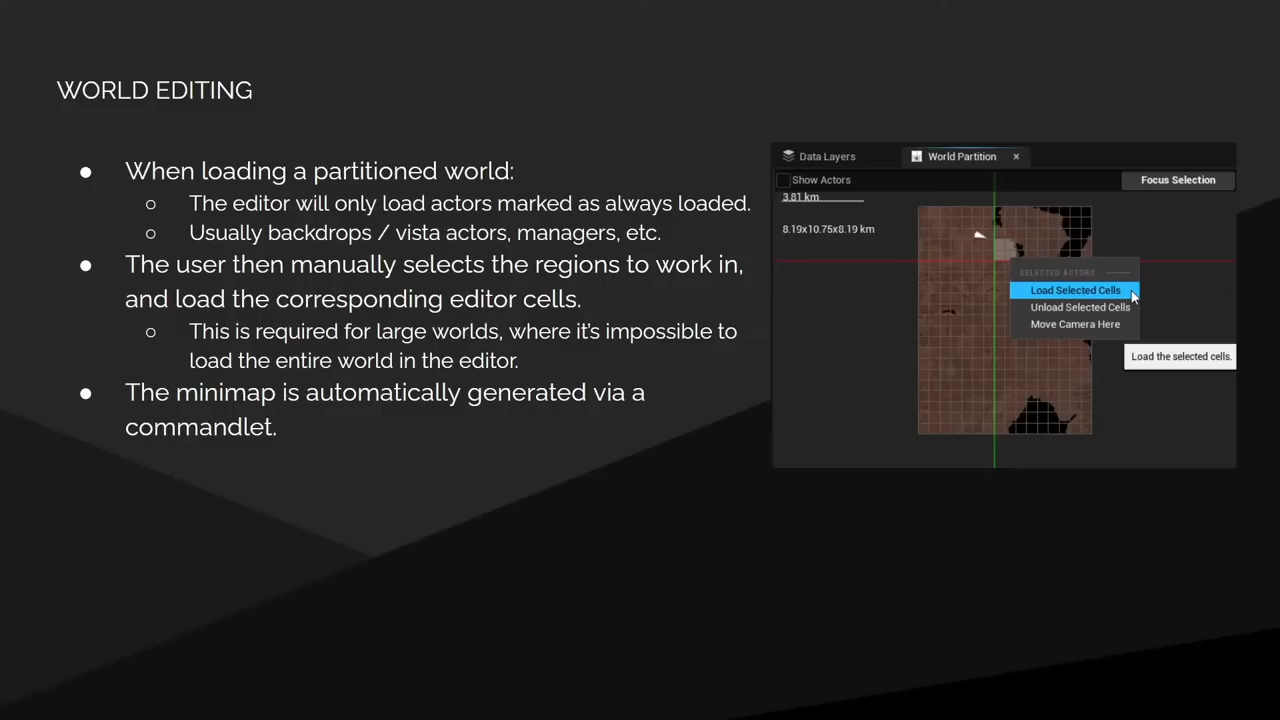 WORLD EDITING
● When loading a partitioned world:
○ The editor will only load actors marked as always loaded.
○ Usually backdrops / vista actors, managers, etc.
● The user then manually selects the regions to work in,
and load the corresponding editor cells.
○ This is required for large worlds, where it's impossible to
load the entire world in the editor.
● The minimap is automatically generated via a
commandlet.
Data Layers
World Partition ×
Show Actors
Focus Selection
3.81 km
8.19x10.75x8.19 km
SELECTED ACTORS
Load Selected Cells
Unload Selected Cells
Move Camera Here
Load the selected cells.